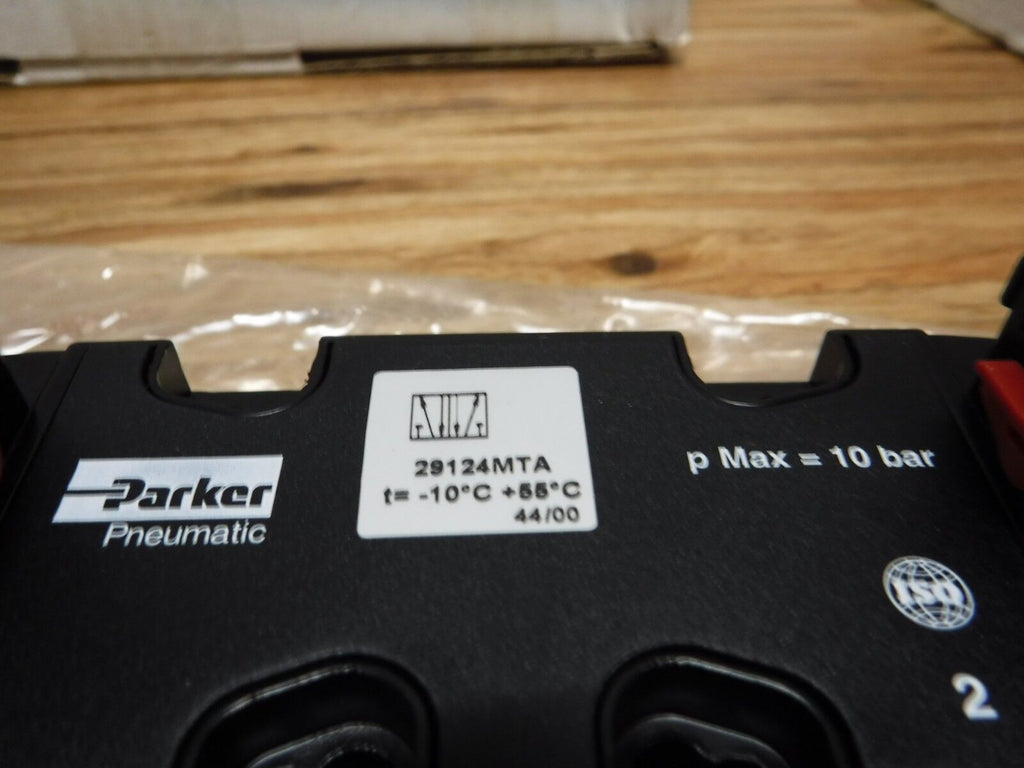 Parker
Pneumatic
29124MTA
t= -10°C +55°C
44/00
p Max = 10 bar
ISO
2